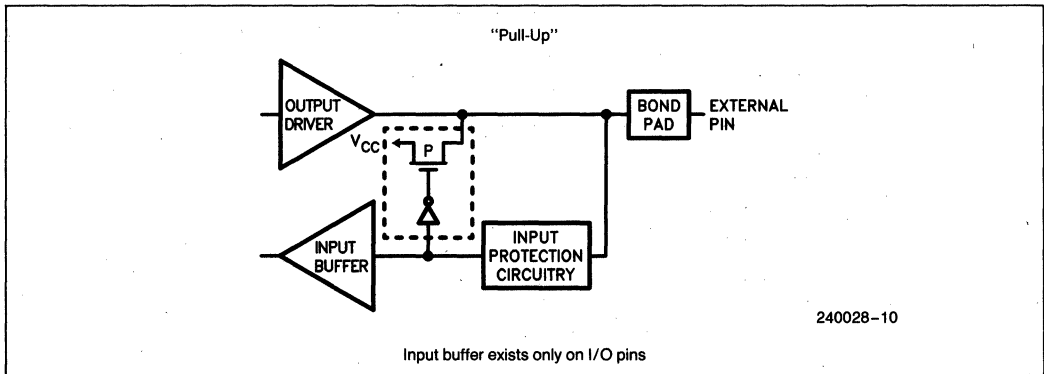 "Pull-Up"
OUTPUT
DRIVER
BOND
PAD
EXTERNAL
PIN
VCC
P
INPUT
BUFFER
INPUT
PROTECTION
CIRCUITRY
240028-10
Input buffer exists only on I/O pins